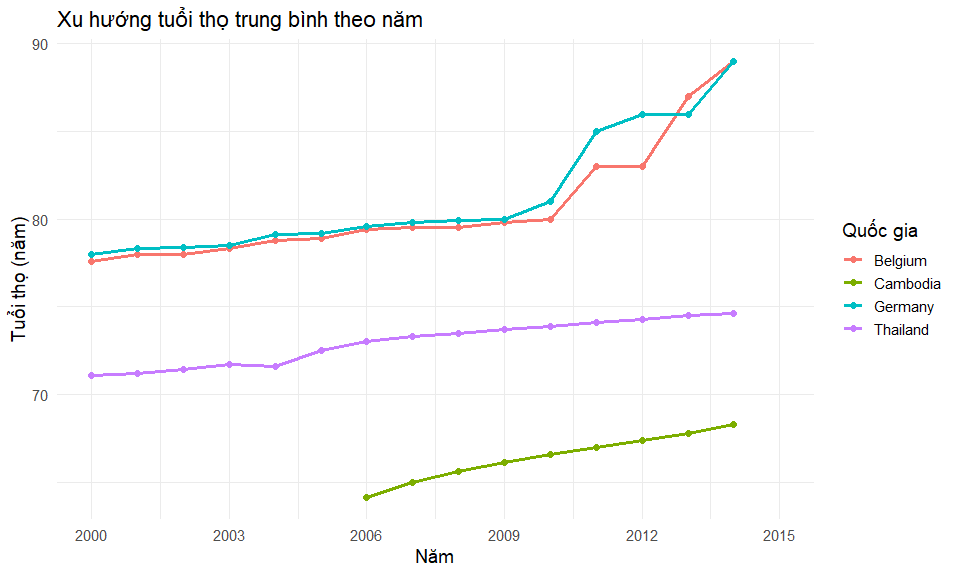 Xu hướng tuổi thọ trung bình theo năm
90
80
70
Tuổi thọ (năm)
2000
2003
2006
2009
2012
2015
Năm
Quốc gia
Belgium
Cambodia
Germany
Thailand